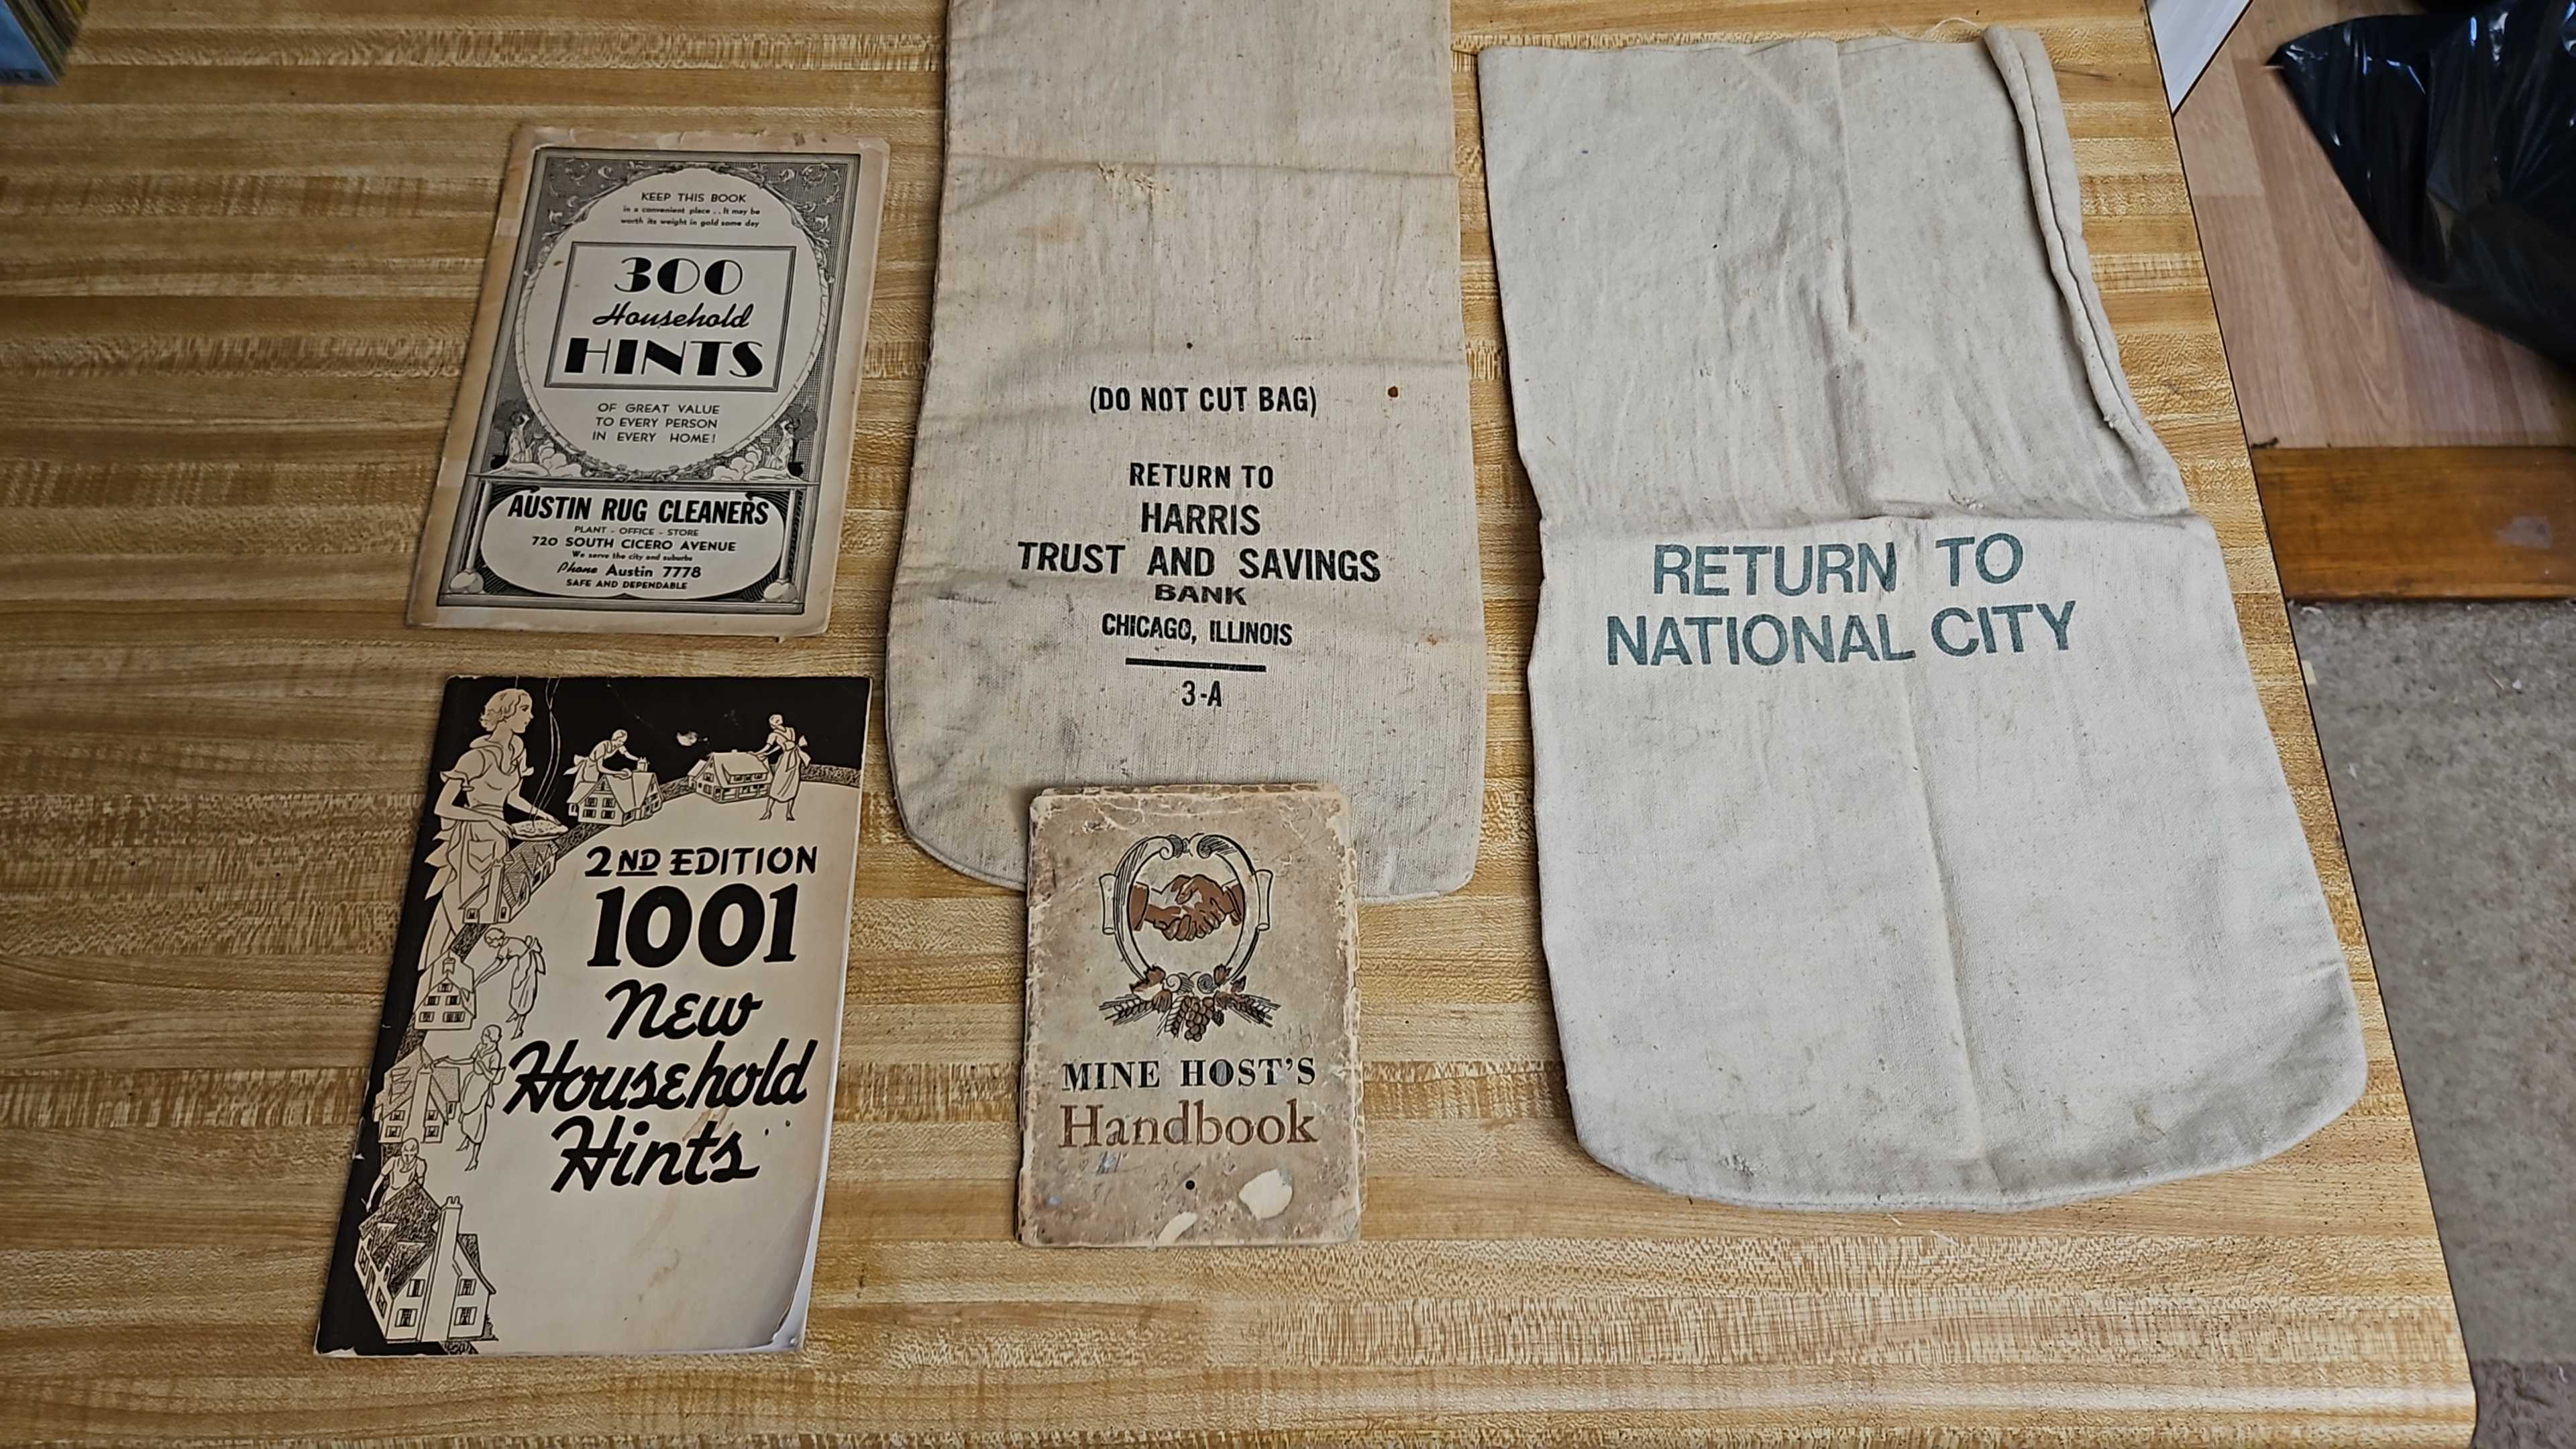 KEEP THIS BOOK
in a convenient place .. It may be
worth its weight in gold some day
300
Household
HINTS
OF GREAT VALUE
TO EVERY PERSON
IN EVERY HOME!
AUSTIN RUG CLEANERS
PLANT - OFFICE - STORE
720 SOUTH CICERO AVENUE
We serve the city and suburbs
Phone Austin 7778
SAFE AND DEPENDABLE
2ND EDITION
1001
New
Household
Hints
(DO NOT CUT BAG)
RETURN TO
HARRIS
TRUST AND SAVINGS
BANK
CHICAGO, ILLINOIS
3-A
MINE HOST'S
Handbook
RETURN TO
NATIONAL CITY